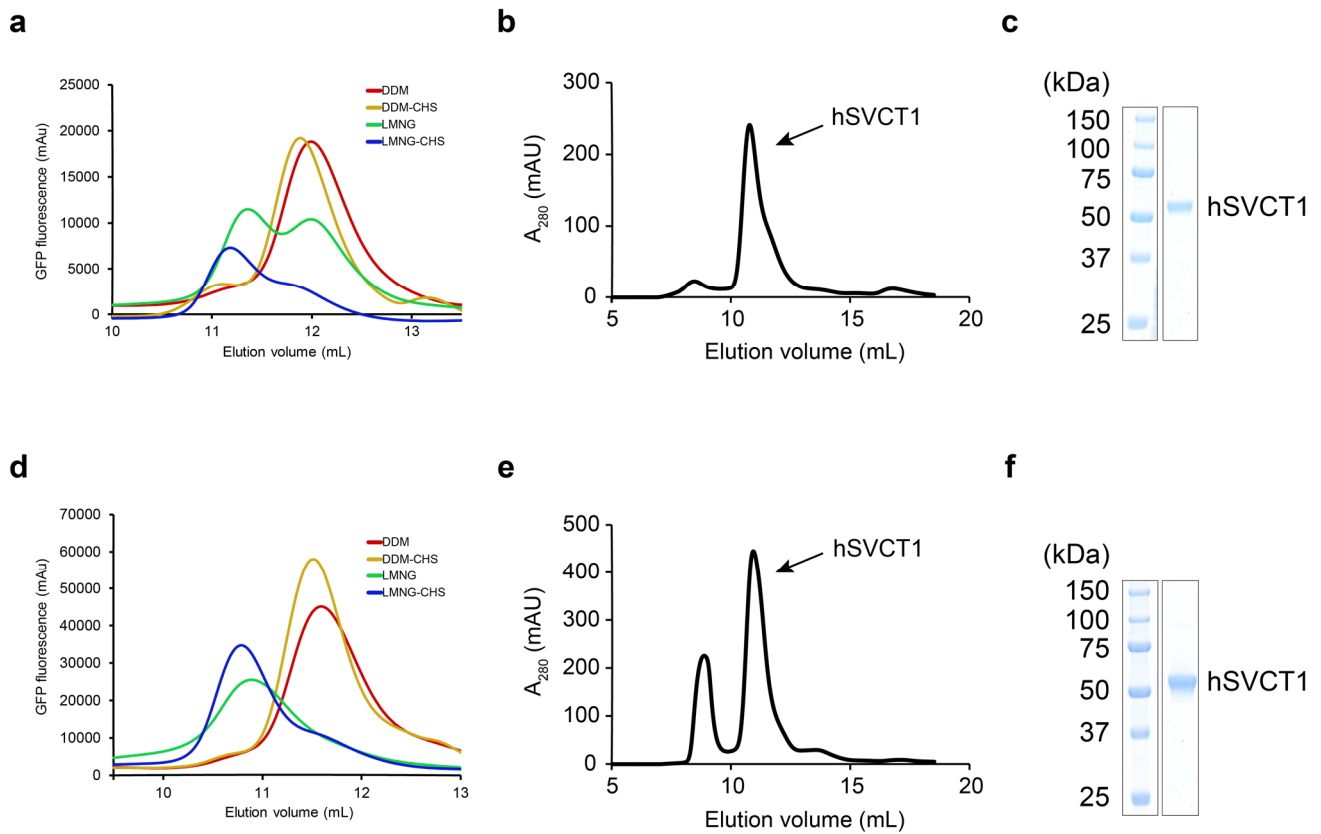 a
25000
20000
15000
10000
5000
0
GFP fluorescence (mAu)
10
11
12
13
Elution volume (mL)
DDM
DDM-CHS
LMNG
LMNG-CHS
b
300
200
100
0
A280 (mAU)
5
10
15
20
Elution volume (mL)
hSVCT1
c
(kDa)
150
100
75
50
37
25
hSVCT1
d
70000
60000
50000
40000
30000
20000
10000
0
GFP fluorescence (mAu)
10
11
12
13
Elution volume (mL)
DDM
DDM-CHS
LMNG
LMNG-CHS
e
500
400
300
200
100
0
A280 (mAU)
5
10
15
20
Elution volume (mL)
hSVCT1
f
(kDa)
150
100
75
50
37
25
hSVCT1